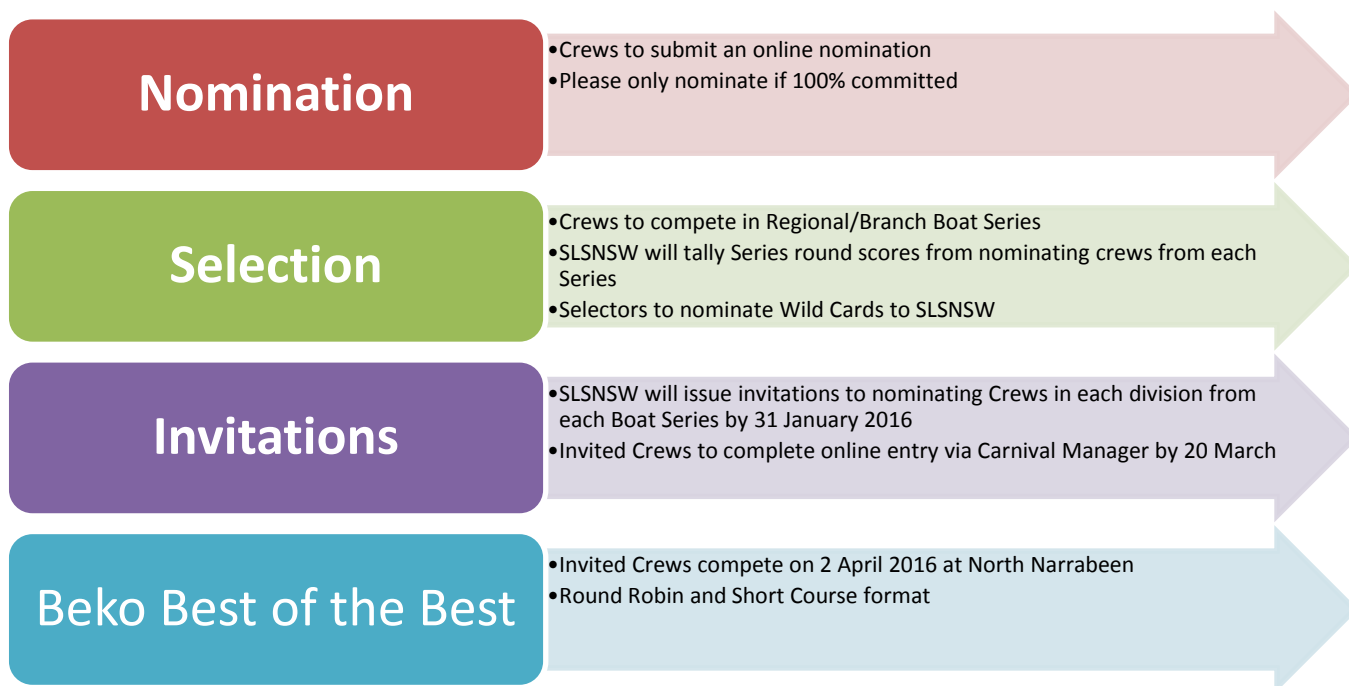 Nomination
•Crews to submit an online nomination
•Please only nominate if 100% committed
Selection
•Crews to compete in Regional/Branch Boat Series
•SLSNSW will tally Series round scores from nominating crews from each
Series
•Selectors to nominate Wild Cards to SLSNSW
Invitations
•SLSNSW will issue invitations to nominating Crews in each division from
each Boat Series by 31 January 2016
•Invited Crews to complete online entry via Carnival Manager by 20 March
Beko Best of the Best
•Invited Crews compete on 2 April 2016 at North Narrabeen
•Round Robin and Short Course format